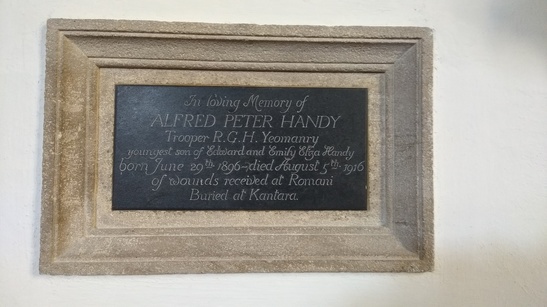 In loving Memory of
ALFRED PETER HANDY
Trooper R.G.H. Yeomanry
youngest son of Edward and Emily Eliza Handy
born June 29th 1896-died August 5th 1916
of wounds received at Romani
Buried at Kantara.